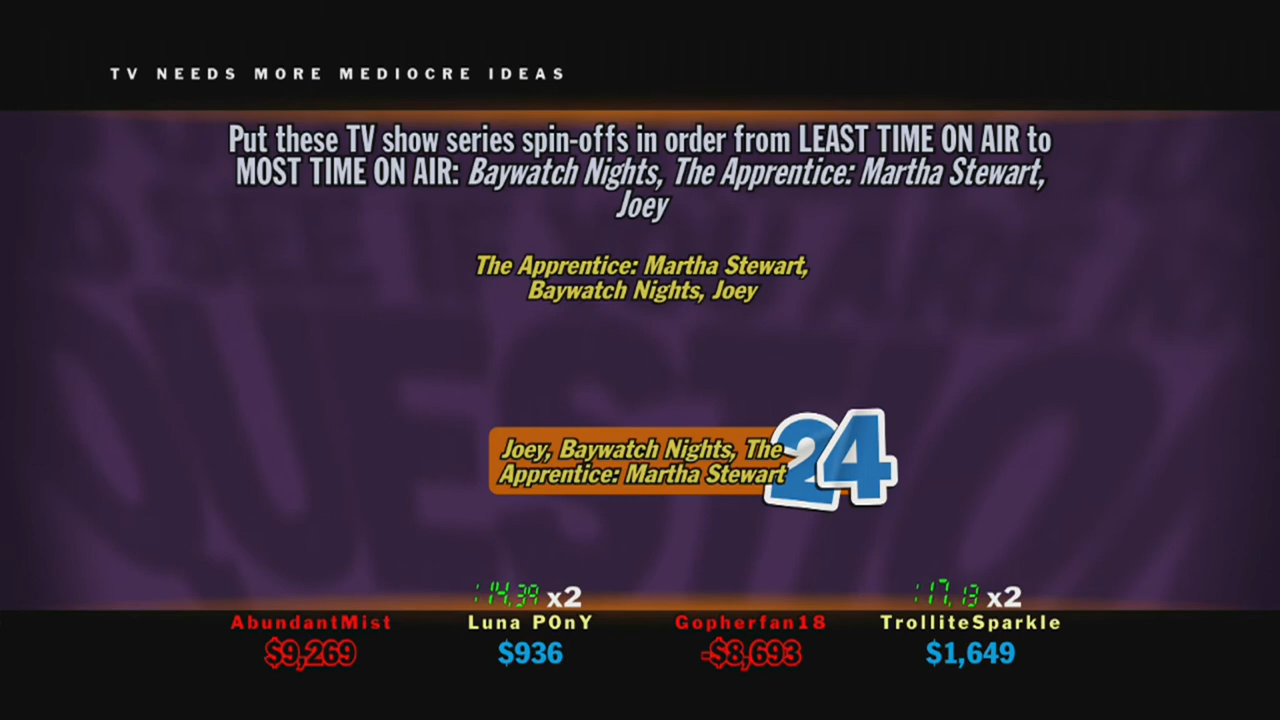 TV NEEDS MORE MEDIOCRE IDEAS
Put these TV show series spin-offs in order from LEAST TIME ON AIR to
MOST TIME ON AIR: Baywatch Nights, The Apprentice: Martha Stewart,
Joey
The Apprentice: Martha Stewart,
Baywatch Nights, Joey
Joey, Baywatch Nights, The
Apprentice: Martha Stewart
24
:14.39 x2
:17.13 x2
AbundantMist
Luna P0nY
Gopherfan18
TrolliteSparkle
$9,269
$936
-$8,693
$1,649